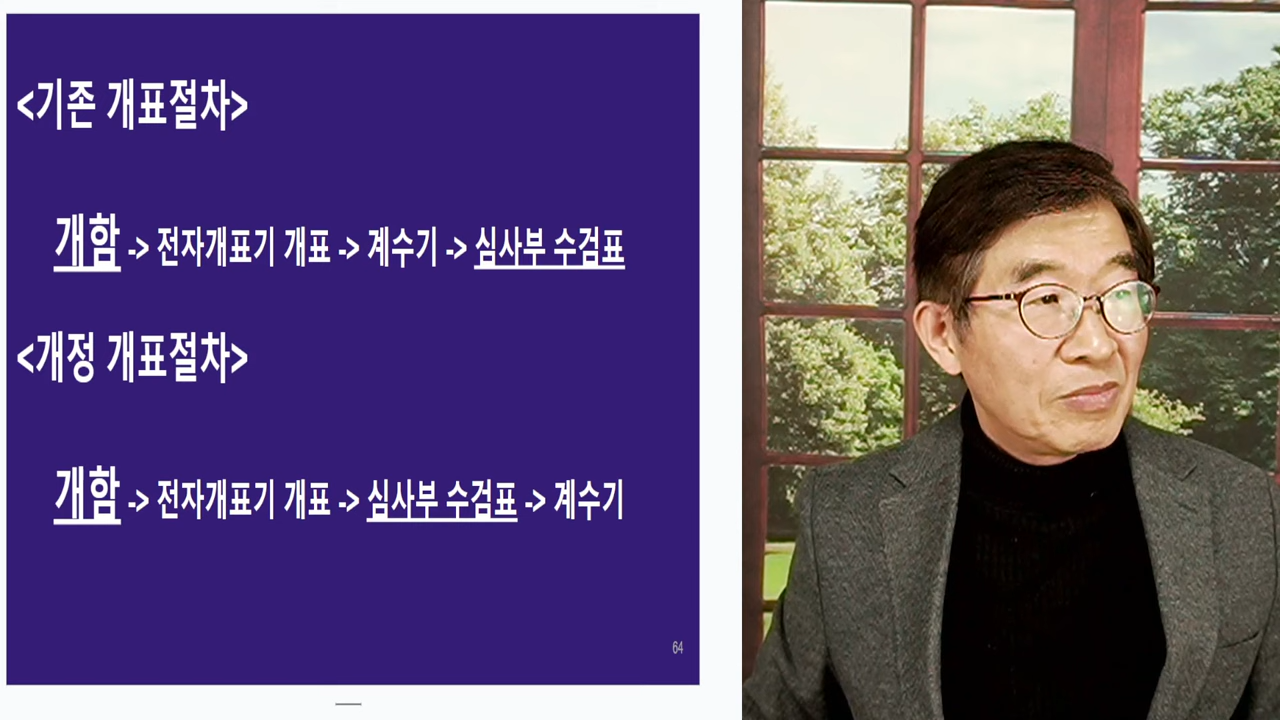 <기존 개표절차>
개함 -> 전자개표기 개표 -> 계수기 -> 심사부 수검표
<개정 개표절차>
개함 -> 전자개표기 개표 -> 심사부 수검표 -> 계수기
64